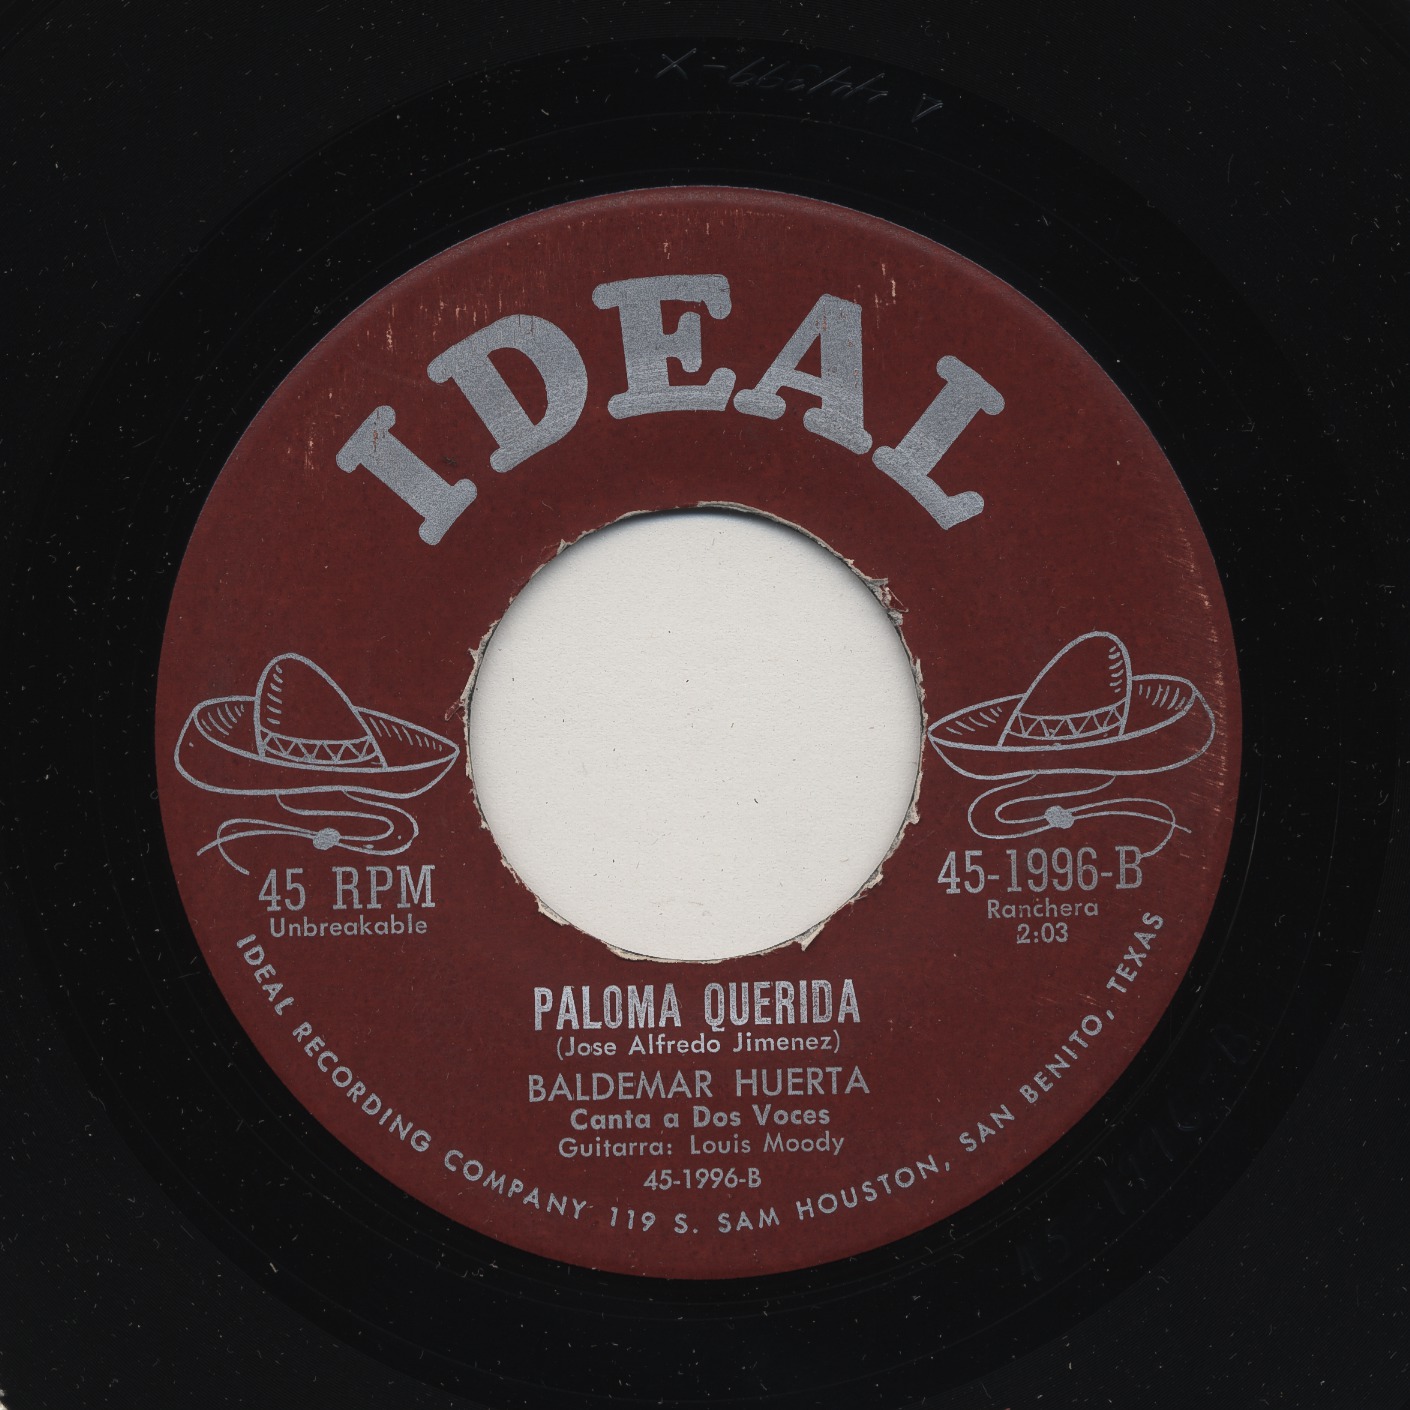 IDEAL
45 RPM
Unbreakable
45-1996-B
Ranchera
2:03
PALOMA QUERIDA
(Jose Alfredo Jimenez)
BALDEMAR HUERTA
Canta a Dos Voces
Guitarra: Louis Moody
45-1996-B
IDEAL RECORDING COMPANY 119 S. SAM HOUSTON, SAN BENITO, TEXAS